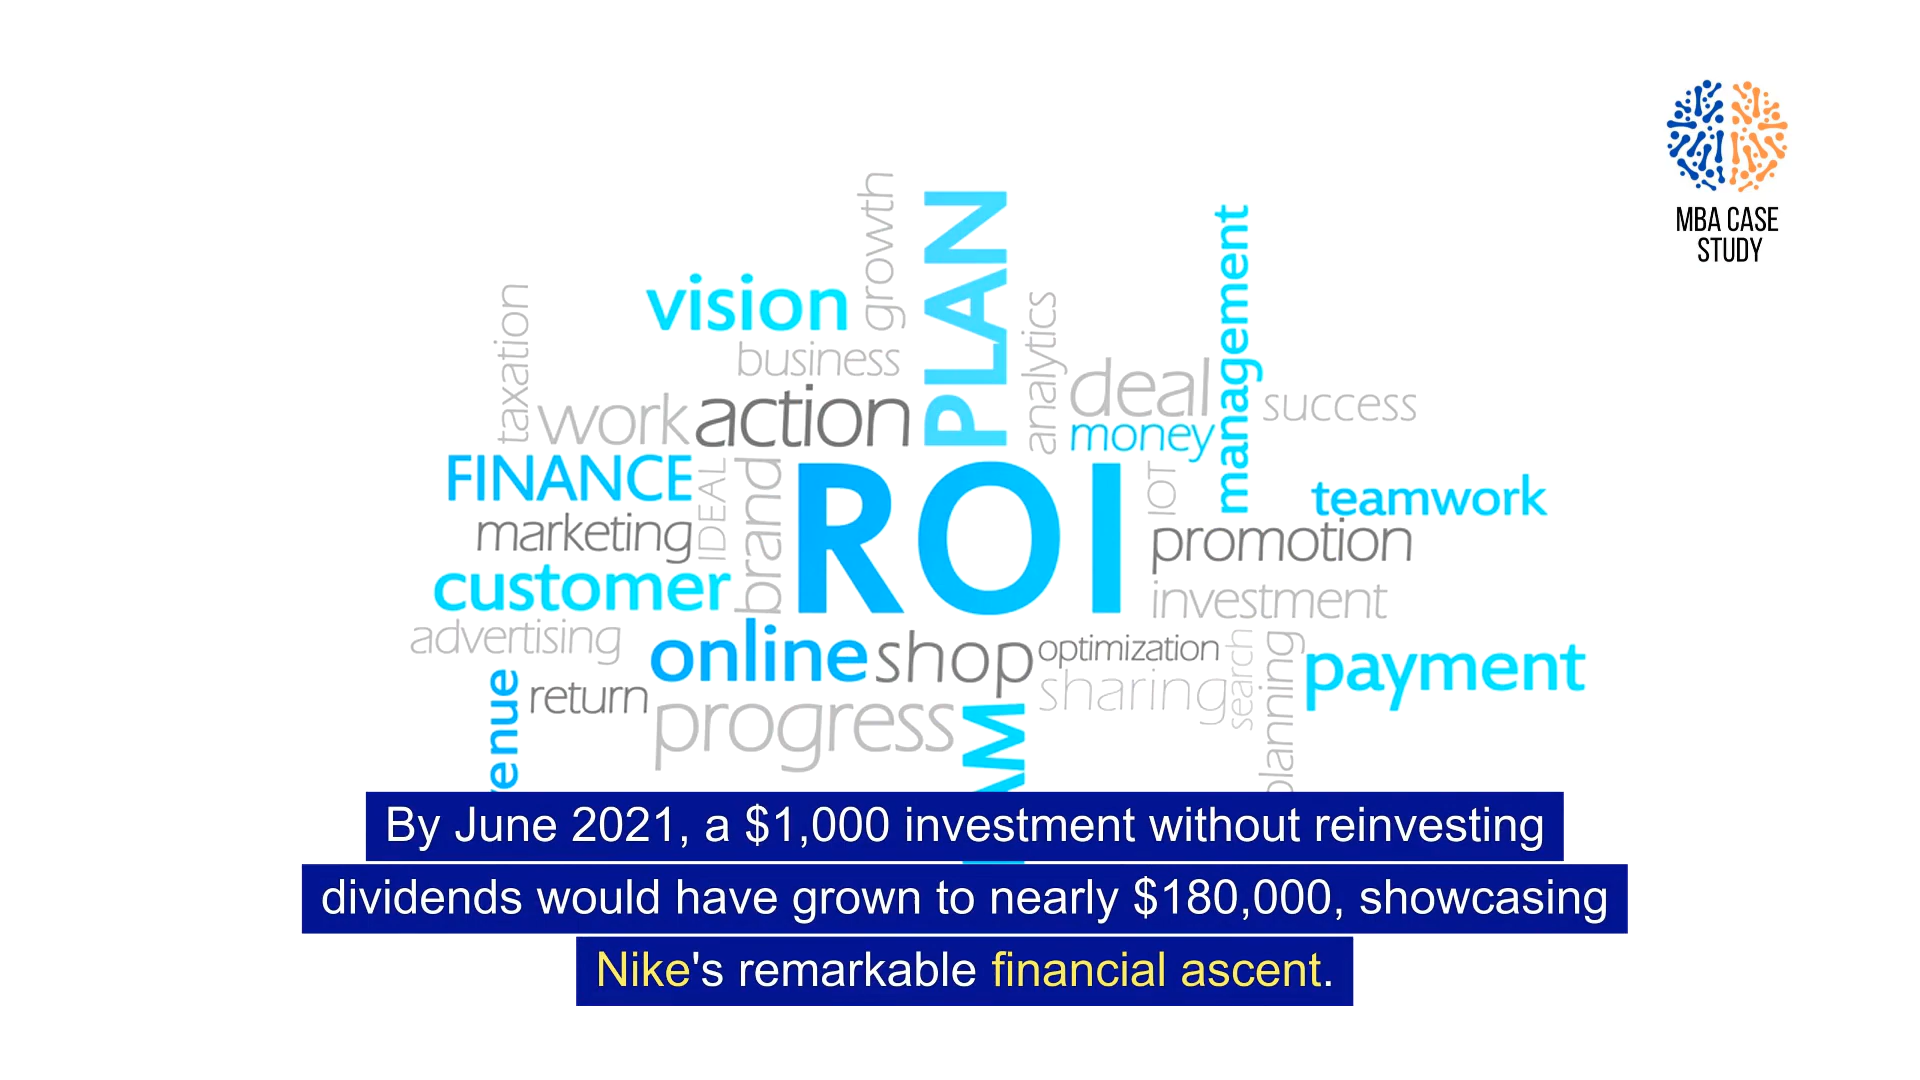 MBA CASE
STUDY
growth
PLAN
management
vision
taxation
analytics
business
deal
work
action
success
money
FINANCE
IDEAL
brand
ROI
IOT
teamwork
marketing
promotion
customer
investment
advertising
online
shop
optimization
search
planning
payment
enue
return
sharing
progress
AM
By June 2021, a $1,000 investment without reinvesting
dividends would have grown to nearly $180,000, showcasing
Nike's remarkable financial ascent.